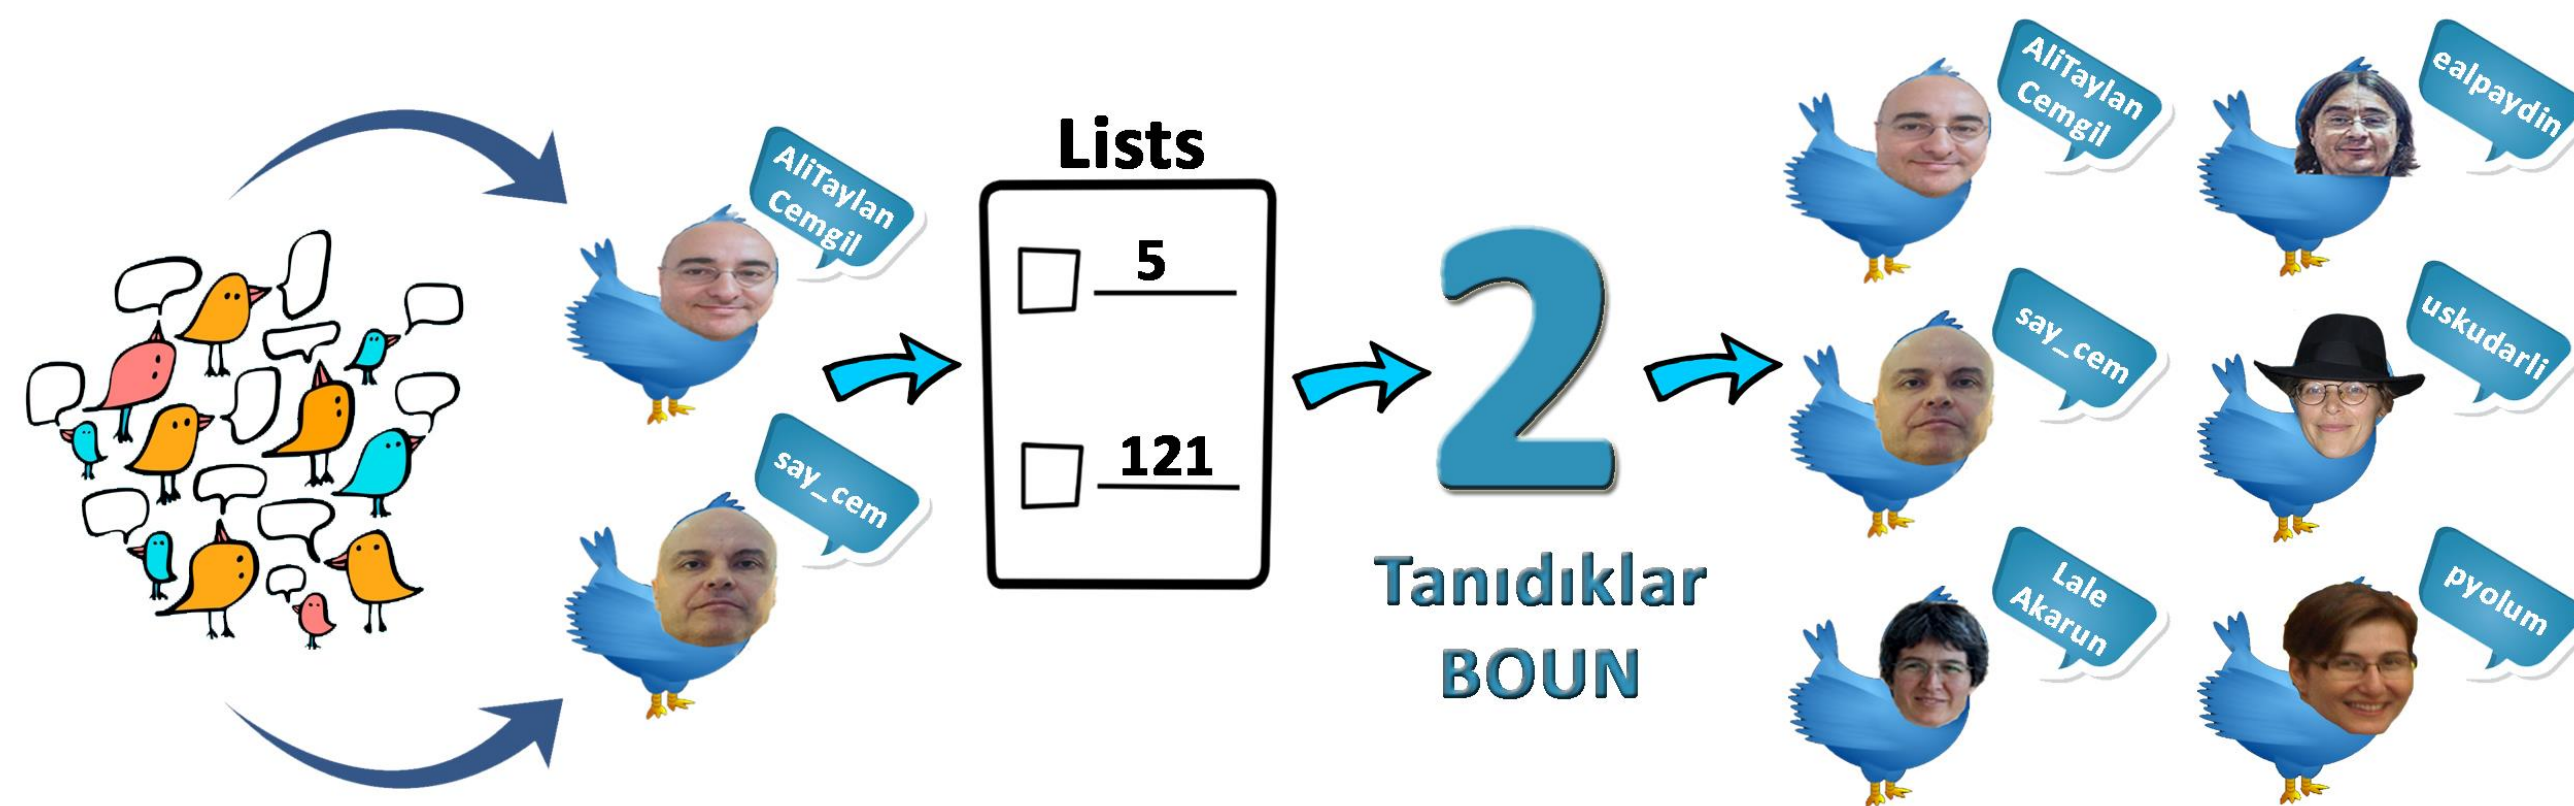 AliTaylan
Cemgil
say_cem
Lists
5
121
2
Tanıdıklar
BOUN
AliTaylan
Cemgil
ealpaydin
say_cem
uskudarli
Lale
Akarun
pyolum